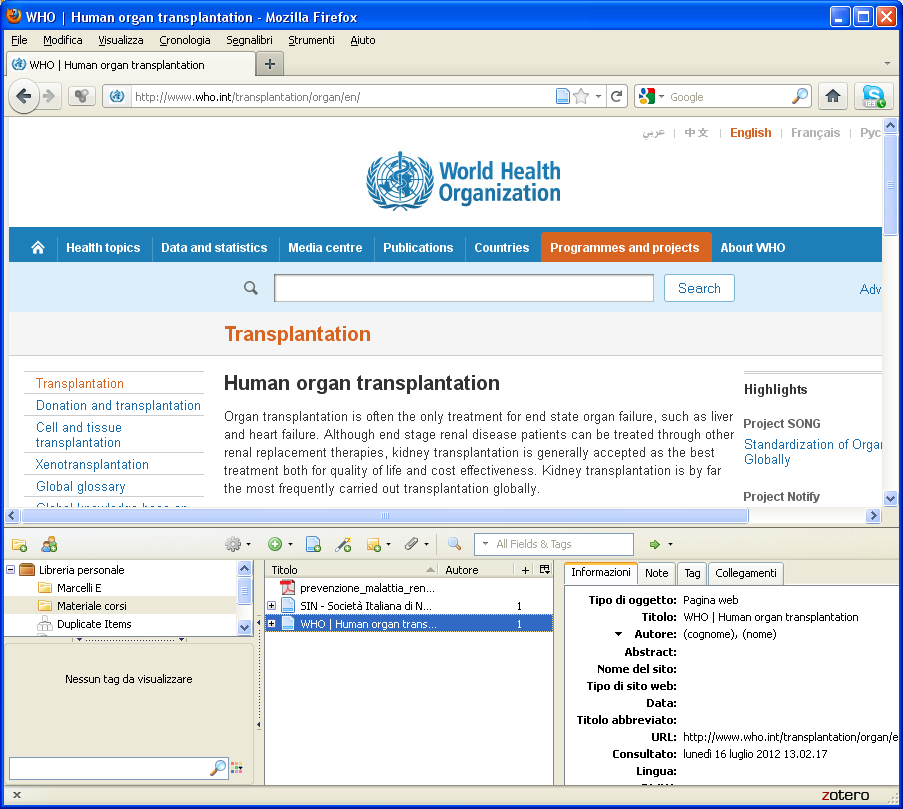 WHO | Human organ transplantation - Mozilla Firefox
File Modifica Visualizza Cronologia Segnalibri Strumenti Aiuto
WHO | Human organ transplantation
http://www.who.int/transplantation/organ/en/
Google
عربي | 中文 | English | Français | Рус
World Health
Organization
Health topics Data and statistics Media centre Publications Countries Programmes and projects About WHO
Search
Adv
Transplantation
Transplantation
Donation and transplantation
Cell and tissue
transplantation
Xenotransplantation
Global glossary
Global knowledge base on
Human organ transplantation
Organ transplantation is often the only treatment for end state organ failure, such as liver
and heart failure. Although end stage renal disease patients can be treated through other
renal replacement therapies, kidney transplantation is generally accepted as the best
treatment both for quality of life and cost effectiveness. Kidney transplantation is by far
the most frequently carried out transplantation globally.
Highlights
Project SONG
Standardization of Orga
Globally
Project Notify
All Fields & Tags
Libreria personale
Marcelli E
Materiale corsi
Duplicate Items
Nessun tag da visualizzare
Titolo Autore +
prevenzione_malattia_ren...
SIN - Società Italiana di N... 1
WHO | Human organ trans... 1
Informazioni Note Tag Collegamenti
Tipo di oggetto: Pagina web
Titolo: WHO | Human organ transplantation
Autore: (cognome), (nome)
Abstract:
Nome del sito:
Tipo di sito web:
Data:
Titolo abbreviato:
URL: http://www.who.int/transplantation/organ/e
Consultato: lunedì 16 luglio 2012 13.02.17
Lingua:
zotero